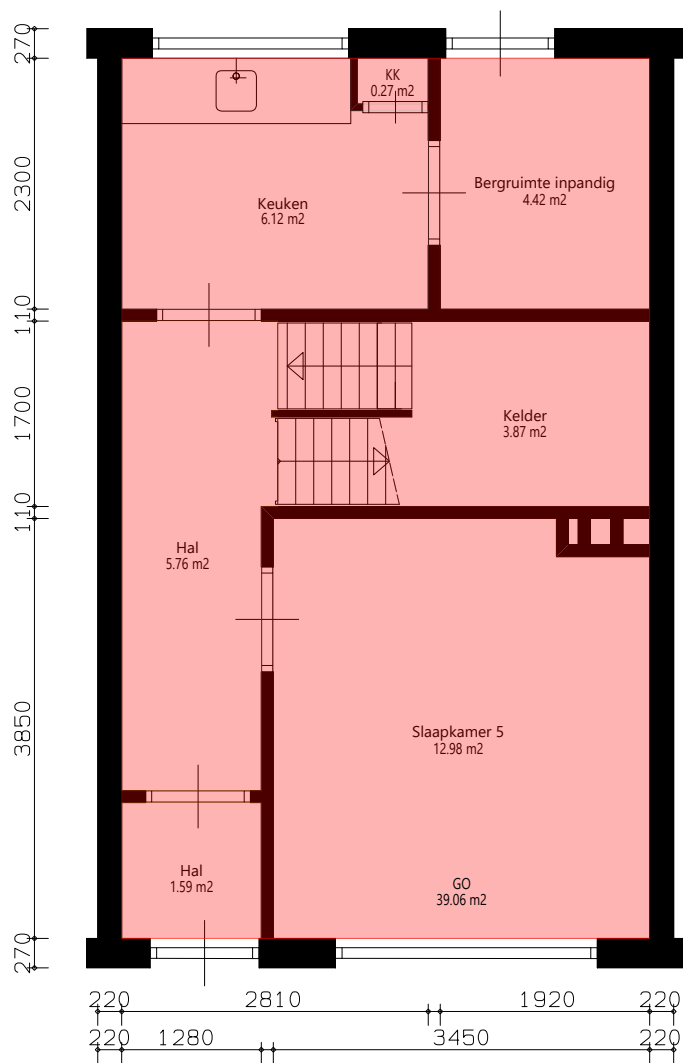 KK
0.27 m2
Bergruimte inpandig
4.42 m2
Keuken
6.12 m2
Kelder
3.87 m2
Hal
5.76 m2
Slaapkamer 5
12.98 m2
Hal
1.59 m2
GO
39.06 m2
270
2300
110
1700
110
3850
270
220 2810 1920 220
220 1280 3450 220